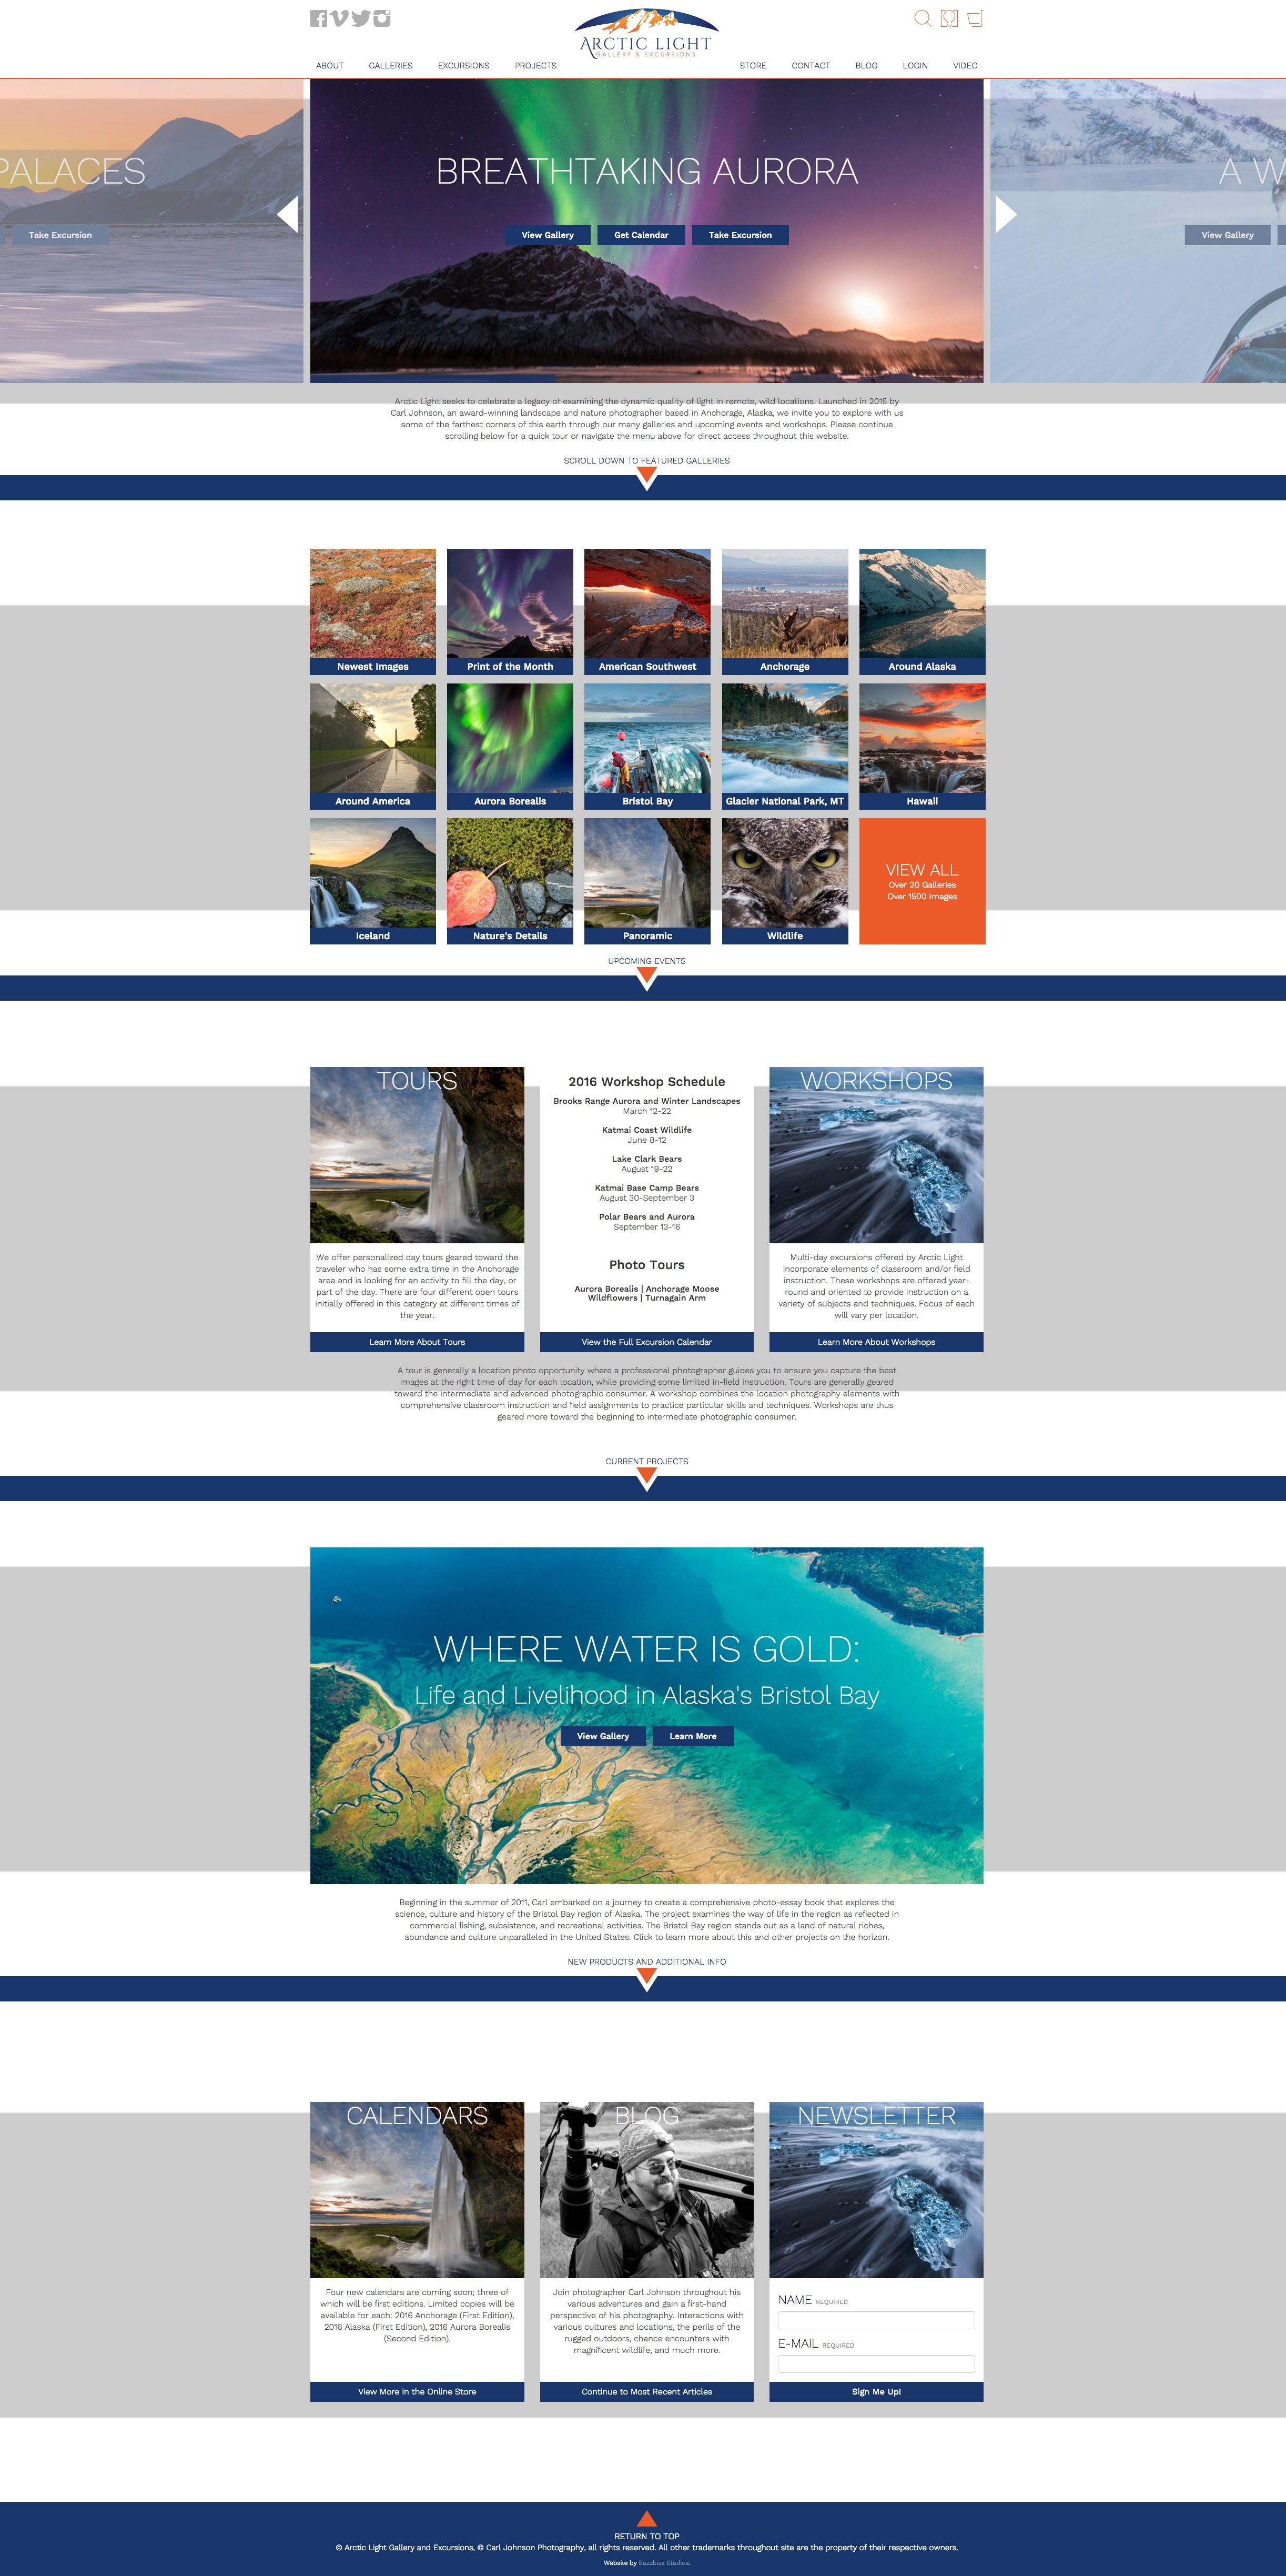 ARCTIC LIGHT
GALLERY & EXCURSIONS
ABOUT GALLERIES EXCURSIONS PROJECTS STORE CONTACT BLOG LOGIN VIDEO
PALACES
Take Excursion
BREATHTAKING AURORA
View Gallery Get Calendar Take Excursion
A W
View Gallery
Arctic Light seeks to celebrate a legacy of examining the dynamic quality of light in remote, wild locations. Launched in 2015 by
Carl Johnson, an award-winning landscape and nature photographer based in Anchorage, Alaska, we invite you to explore with us
some of the farthest corners of this earth through our many galleries and upcoming events and workshops. Please continue
scrolling below for a quick tour or navigate the menu above for direct access throughout this website.
SCROLL DOWN TO FEATURED GALLERIES
Newest Images Print of the Month American Southwest Anchorage Around Alaska
Around America Aurora Borealis Bristol Bay Glacier National Park, MT Hawaii
VIEW ALL
Over 20 Galleries
Over 1500 Images
Iceland Nature's Details Panoramic Wildlife
UPCOMING EVENTS
TOURS
We offer personalized day tours geared toward the
traveler who has some extra time in the Anchorage
area and is looking for an activity to fill the day, or
part of the day. There are four different open tours
initially offered in this category at different times of
the year.
Learn More About Tours
2016 Workshop Schedule
Brooks Range Aurora and Winter Landscapes
March 12-22
Katmai Coast Wildlife
June 8-12
Lake Clark Bears
August 19-22
Katmai Base Camp Bears
August 30-September 3
Polar Bears and Aurora
September 13-16
Photo Tours
Aurora Borealis | Anchorage Moose
Wildflowers | Turnagain Arm
View the Full Excursion Calendar
WORKSHOPS
Multi-day excursions offered by Arctic Light
incorporate elements of classroom and/or field
instruction. These workshops are offered year-
round and oriented to provide instruction on a
variety of subjects and techniques. Focus of each
will vary per location.
Learn More About Workshops
A tour is generally a location photo opportunity where a professional photographer guides you to ensure you capture the best
images at the right time of day for each location, while providing some limited in-field instruction. Tours are generally geared
toward the intermediate and advanced photographic consumer. A workshop combines the location photography elements with
comprehensive classroom instruction and field assignments to practice particular skills and techniques. Workshops are thus
geared more toward the beginning to intermediate photographic consumer.
CURRENT PROJECTS
WHERE WATER IS GOLD:
Life and Livelihood in Alaska's Bristol Bay
View Gallery Learn More
Beginning in the summer of 2011, Carl embarked on a journey to create a comprehensive photo-essay book that explores the
science, culture and history of the Bristol Bay region of Alaska. The project examines the way of life in the region as reflected in
commercial fishing, subsistence, and recreational activities. The Bristol Bay region stands out as a land of natural riches,
abundance and culture unparalleled in the United States. Click to learn more about this and other projects on the horizon.
NEW PRODUCTS AND ADDITIONAL INFO
CALENDARS
Four new calendars are coming soon; three of
which will be first editions. Limited copies will be
available for each: 2016 Anchorage (First Edition),
2016 Alaska (First Edition), 2016 Aurora Borealis
(Second Edition).
View More in the Online Store
BLOG
Join photographer Carl Johnson throughout his
various adventures and gain a first-hand
perspective of his photography. Interactions with
various cultures and locations, the perils of the
rugged outdoors, chance encounters with
magnificent wildlife, and much more.
Continue to Most Recent Articles
NEWSLETTER
NAME REQUIRED
E-MAIL REQUIRED
Sign Me Up!
RETURN TO TOP
© Arctic Light Gallery and Excursions, © Carl Johnson Photography, all rights reserved. All other trademarks throughout site are the property of their respective owners.
Website by Buzzbizz Studios.